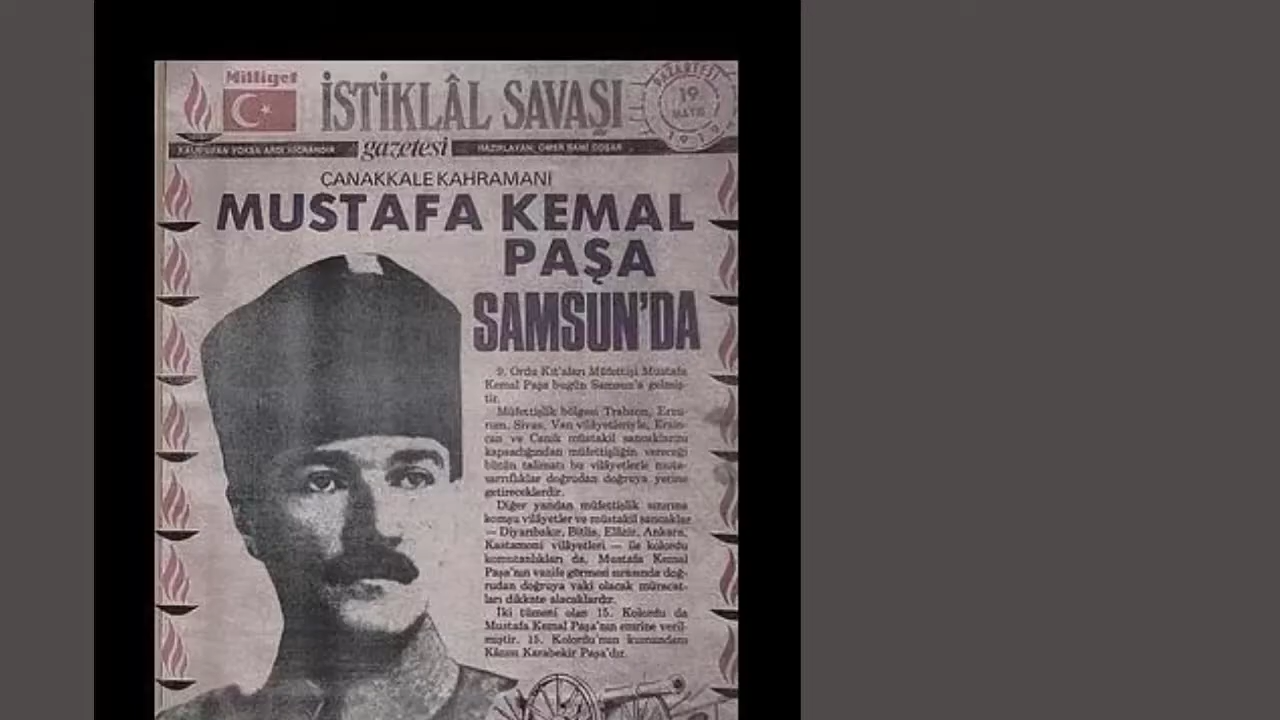 Milliyet
İSTİKLÂL SAVAŞI
PAZARTESİ
19
MAYIS
1919
gazetesi
HAZIRLAYAN: ÖMER SAMİ COŞAR
ÇANAKKALE KAHRAMANI
MUSTAFA KEMAL
PAŞA
SAMSUN'DA
9. Ordu Kıt'aları Müfettişi Mustafa
Kemal Paşa bugün Samsun'a gelmiş-
tir.
Müfettişlik bölgesi Trabzon, Erzu-
rum, Sivas, Van vilâyetleriyle, Erzin-
can ve Canik müstakil sancaklarını
kapsadığından müfettişliğin vereceği
bütün talimatı bu vilâyetlerle muta-
sarrıflıklar doğrudan doğruya yerine
getireceklerdir.
Diğer yandan müfettişlik sınırına
komşu vilâyetler ve müstakil sancaklar
— Diyarıbakır, Bitlis, Elâziz, Ankara,
Kastamoni vilâyetleri — ile kolordu
komutanlıkları da, Mustafa Kemal
Paşa'nın vazife görmesi sırasında doğ-
rudan doğruya vaki olacak müracat-
ları dikkate alacaklardır.
İki tümeni olan 15. Kolordu da
Mustafa Kemal Paşa'nın emrine veril-
miştir. 15. Kolordu'nun kumandanı
Kâzım Karabekir Paşa'dır.